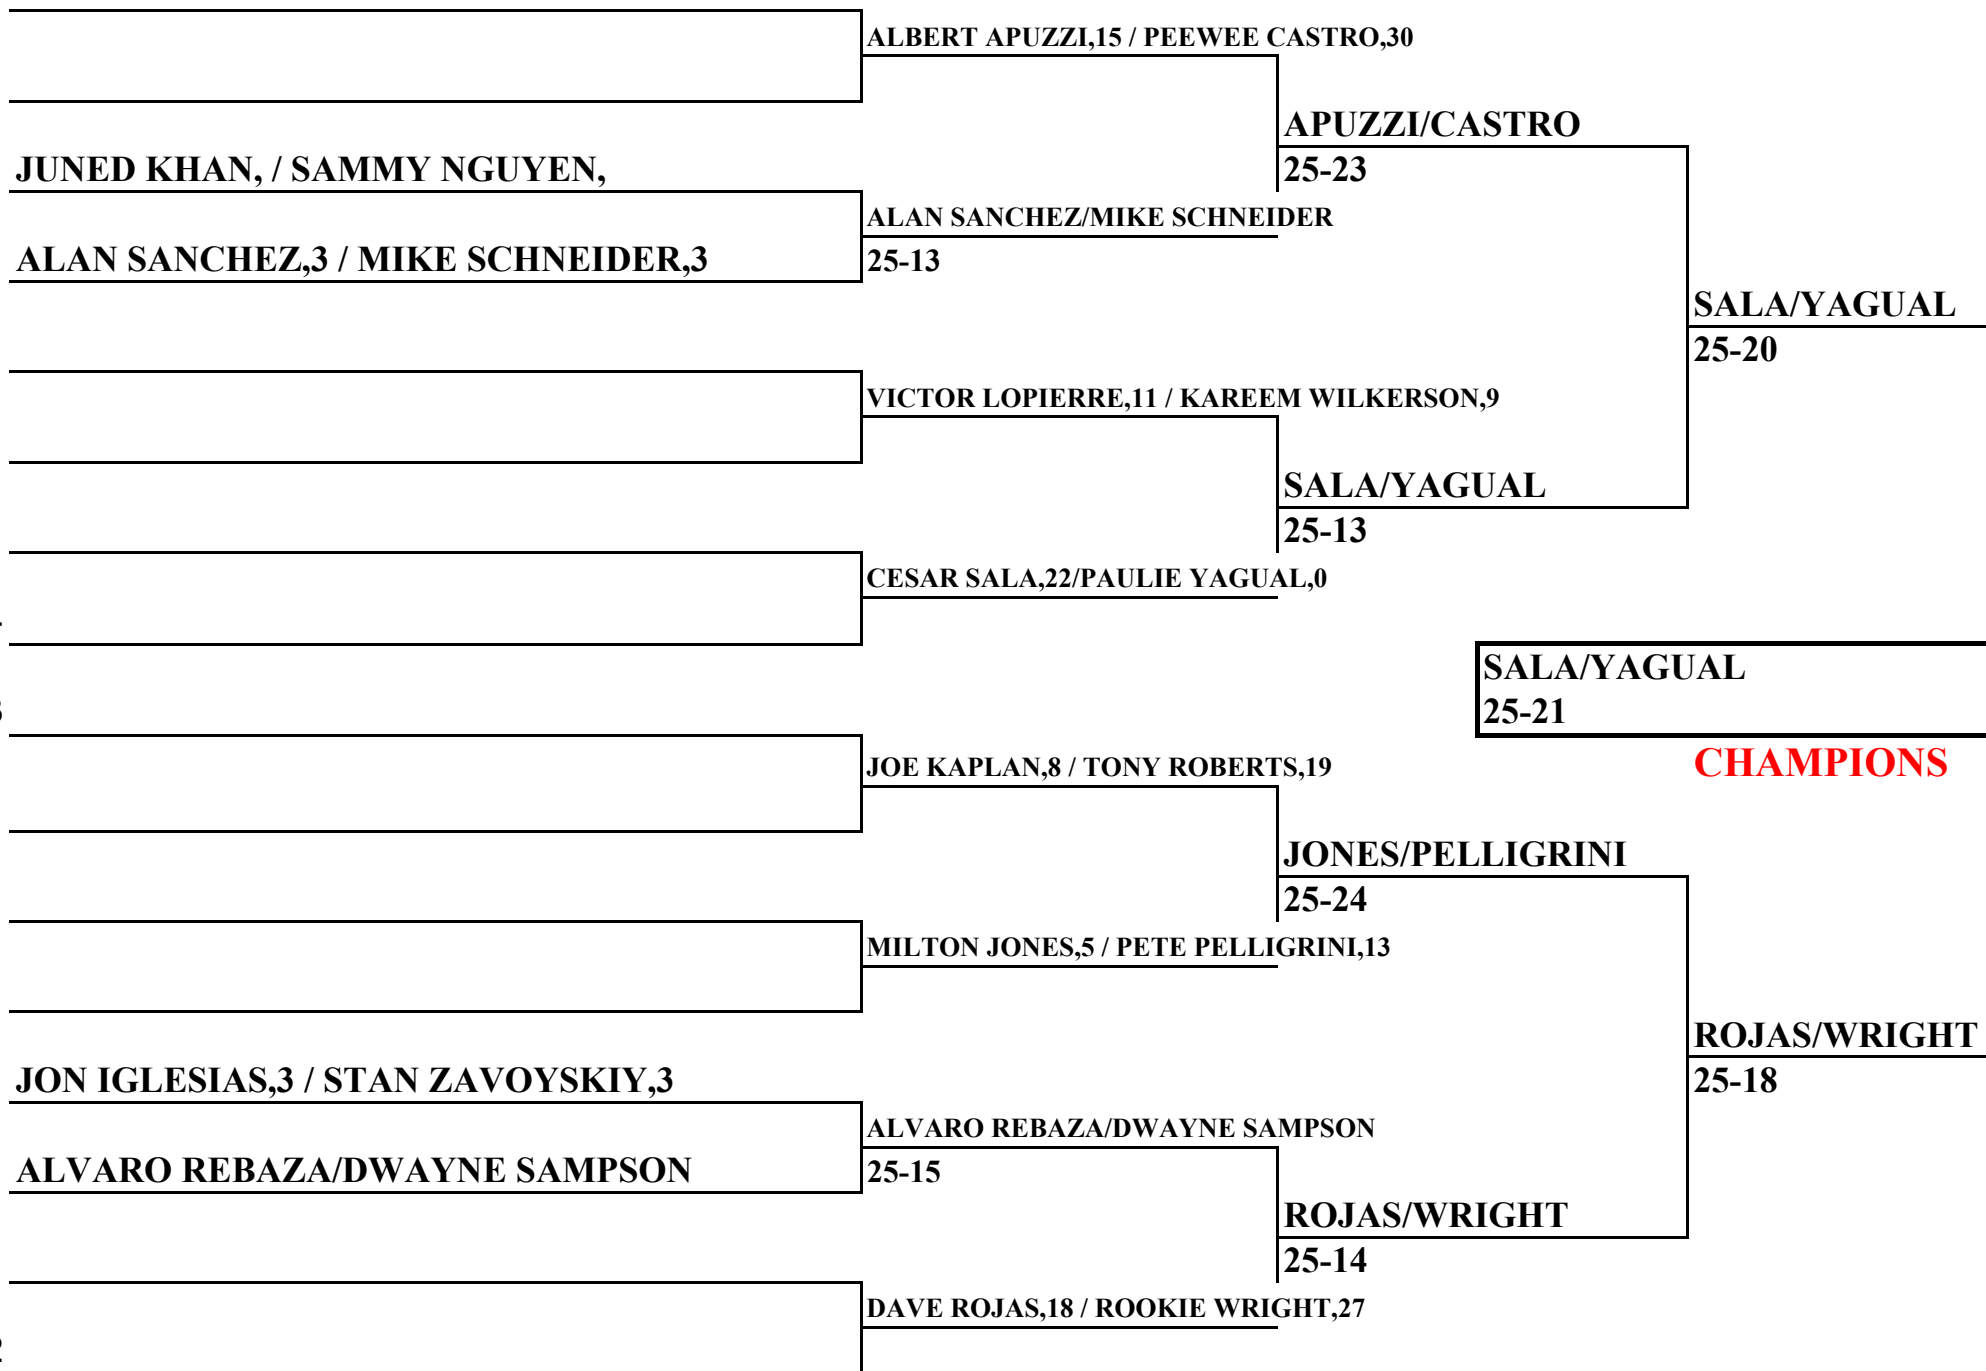 ALBERT APUZZI,15 / PEEWEE CASTRO,30
APUZZI/CASTRO
JUNED KHAN, / SAMMY NGUYEN,
25-23
ALAN SANCHEZ/MIKE SCHNEIDER
ALAN SANCHEZ,3 / MIKE SCHNEIDER,3
25-13
SALA/YAGUAL
25-20
VICTOR LOPIERRE,11 / KAREEM WILKERSON,9
SALA/YAGUAL
25-13
CESAR SALA,22/PAULIE YAGUAL,0
SALA/YAGUAL
25-21
CHAMPIONS
JOE KAPLAN,8 / TONY ROBERTS,19
JONES/PELLIGRINI
25-24
MILTON JONES,5 / PETE PELLIGRINI,13
ROJAS/WRIGHT
JON IGLESIAS,3 / STAN ZAVOYSKIY,3
25-18
ALVARO REBAZA/DWAYNE SAMPSON
ALVARO REBAZA/DWAYNE SAMPSON
25-15
ROJAS/WRIGHT
25-14
DAVE ROJAS,18 / ROOKIE WRIGHT,27